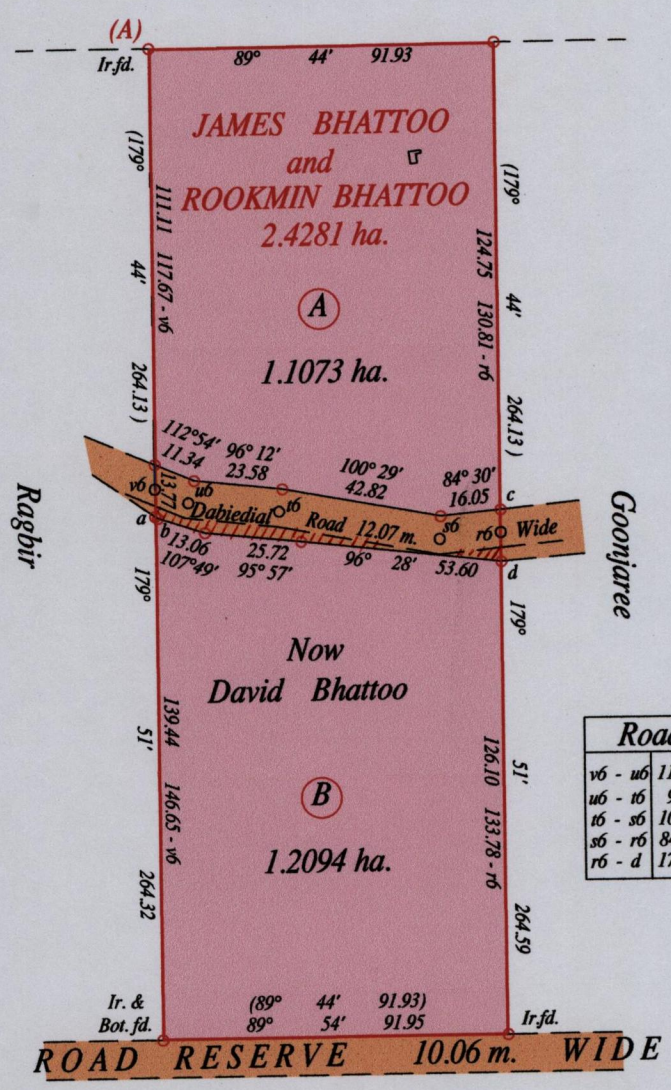 (A)
Ir.fd.
89° 44' 91.93
JAMES BHATTOO
and
ROOKMIN BHATTOO
2.4281 ha.
(179° 44' 264.13 )
111.11 117.67 - v6
124.75 130.81 - r6
(179° 44' 264.13 )
A
1.1073 ha.
112°54' 96° 12' 100° 29' 84° 30'
11.34 23.58 42.82 16.05
c
v6
13.77
u6
t6
s6
r6
Dabiedial Road 12.07 m. Wide
a
b
13.06 25.72 96° 28' 53.60
107°49' 95° 57'
d
Ragbir
Goonjaree
Now
David Bhattoo
179° 51' 264.32
139.44 146.65 - v6
126.10 133.78 - r6
179° 51' 264.59
B
1.2094 ha.
Road
v6 - u6 11
u6 - t6 9
t6 - s6 10
s6 - r6 84
r6 - d 17
Ir. &
Bot. fd.
(89° 44' 91.93)
89° 54' 91.95
Ir.fd.
ROAD RESERVE 10.06 m. WIDE